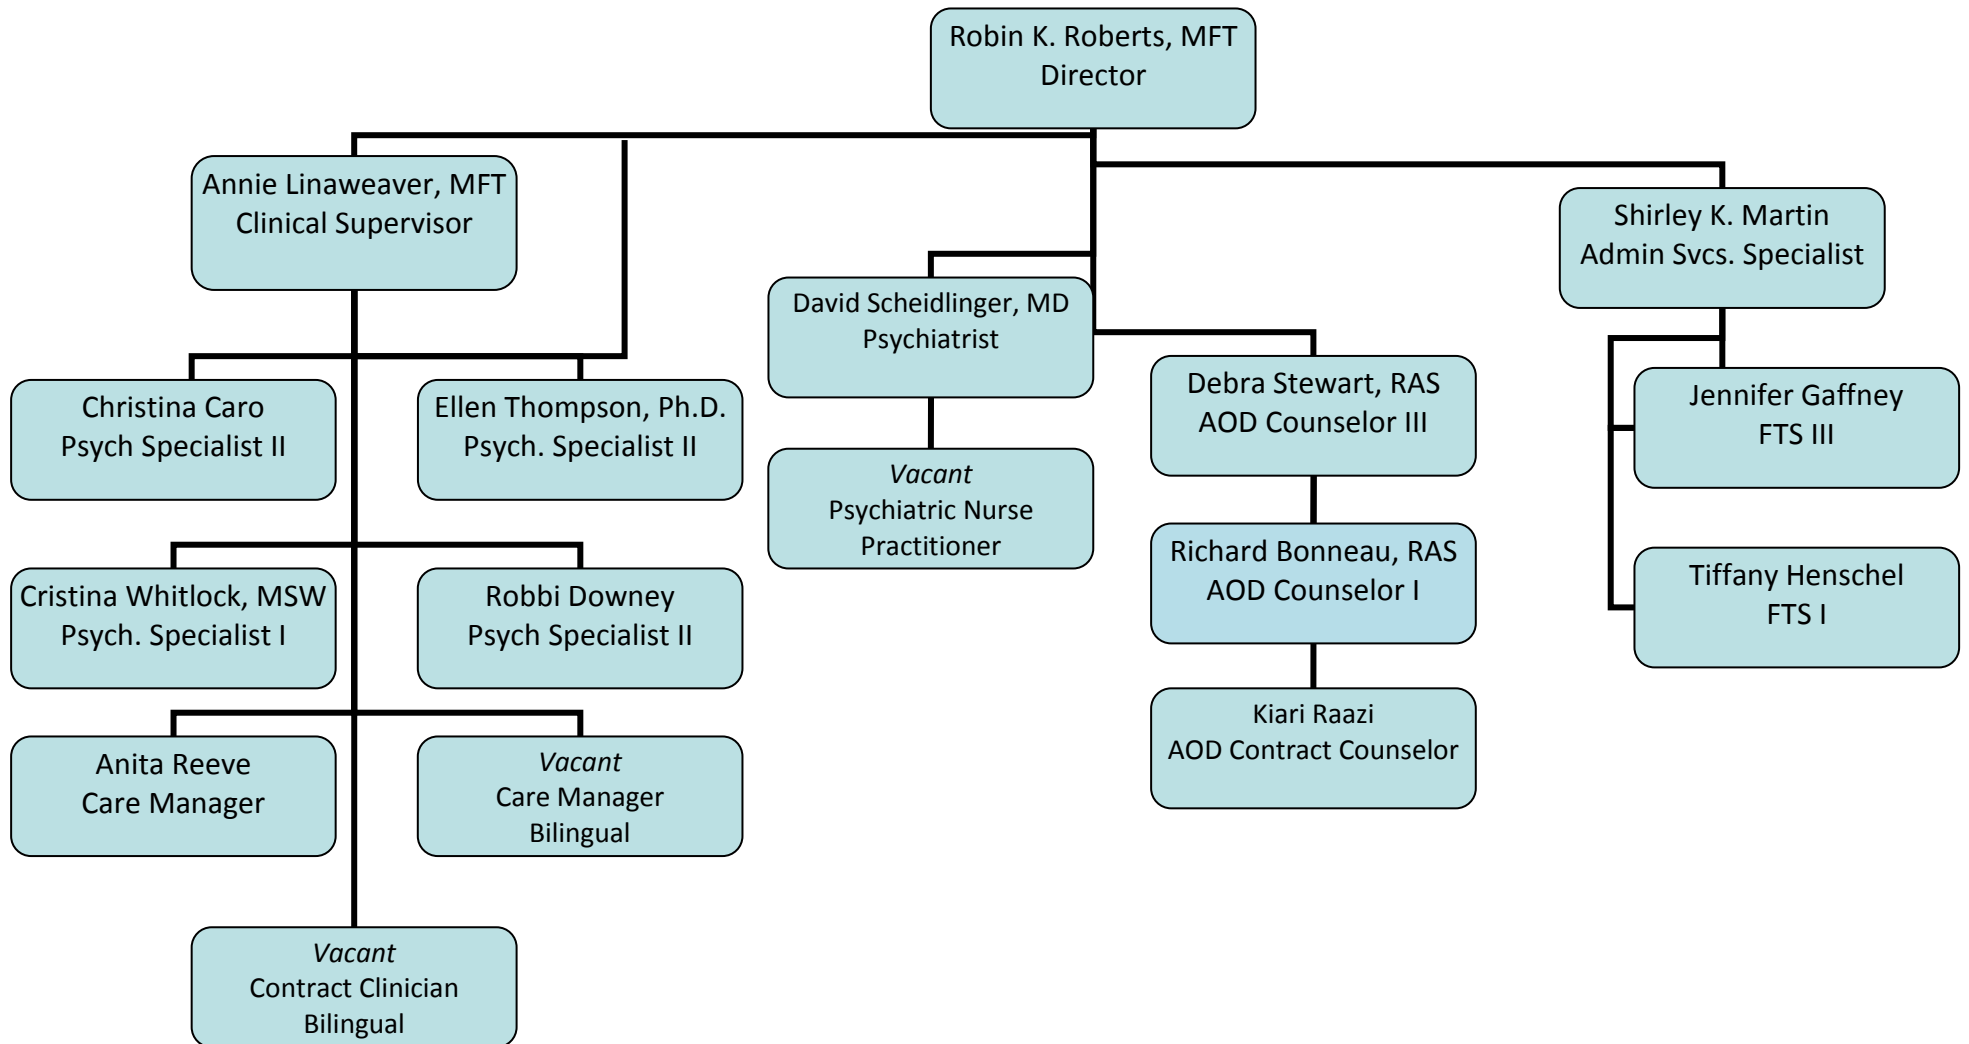 Robin K. Roberts, MFT
Director
Annie Linaweaver, MFT
Clinical Supervisor
Shirley K. Martin
Admin Svcs. Specialist
David Scheidlinger, MD
Psychiatrist
Debra Stewart, RAS
AOD Counselor III
Jennifer Gaffney
FTS III
Christina Caro
Psych Specialist II
Ellen Thompson, Ph.D.
Psych. Specialist II
Vacant
Psychiatric Nurse
Practitioner
Richard Bonneau, RAS
AOD Counselor I
Tiffany Henschel
FTS I
Cristina Whitlock, MSW
Psych. Specialist I
Robbi Downey
Psych Specialist II
Kiari Raazi
AOD Contract Counselor
Anita Reeve
Care Manager
Vacant
Care Manager
Bilingual
Vacant
Contract Clinician
Bilingual